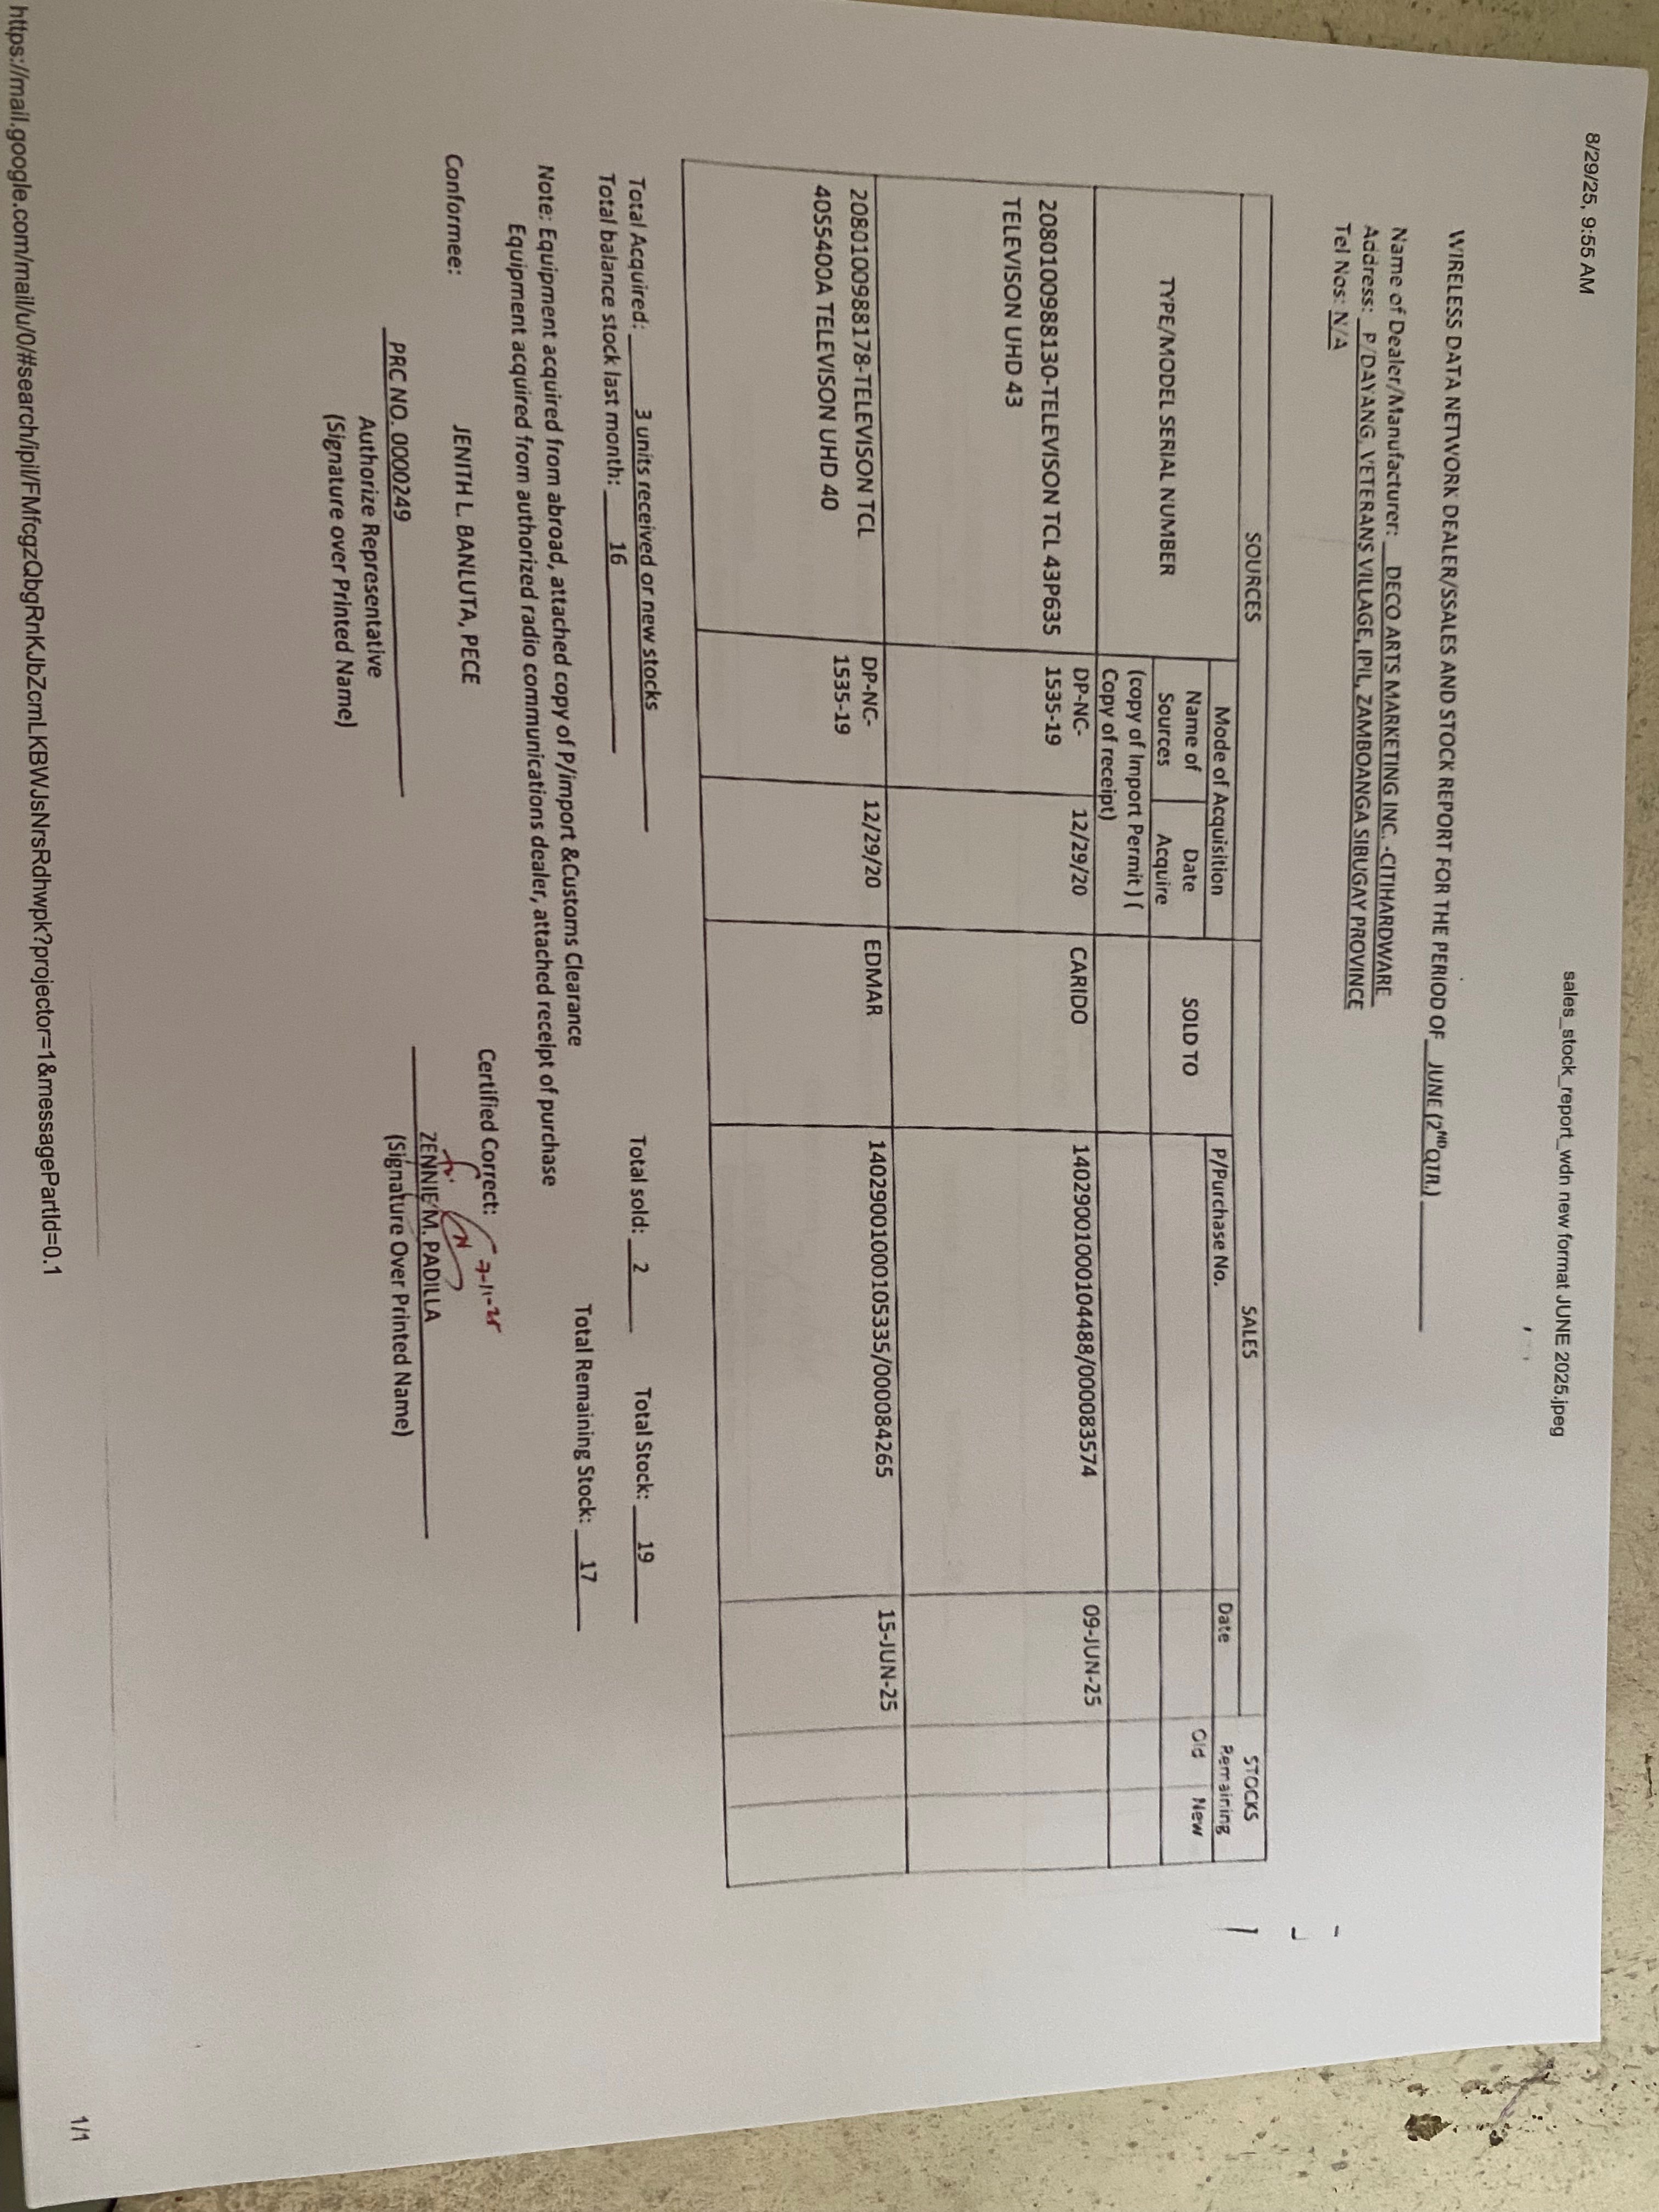 8/29/25, 9:55 AM
sales_stock_report_wdn new format JUNE 2025.jpeg
WIRELESS DATA NETWORK DEALER/SSALES AND STOCK REPORT FOR THE PERIOD OF JUNE (2ND QTR.)
Name of Dealer/Manufacturer: DECO ARTS MARKETING INC. -CITIHARDWARE
Address: P/DAYANG, VETERANS VILLAGE, IPIL, ZAMBOANGA SIBUGAY PROVINCE
Tel Nos: N/A
SOURCES
SALES
STOCKS
TYPE/MODEL SERIAL NUMBER
Mode of Acquisition
SOLD TO
P/Purchase No.
Date
Remaining
Name of Sources
Date Acquire
Old
New
(copy of Import Permit ) (
Copy of receipt)
2080100988130-TELEVISON TCL 43P635
TELEVISION UHD 43
DP-NC-
1535-19
12/29/20
CARIDO
1402900100010​4488/000083574
09-JUN-25
2080100988178-TELEVISON TCL
4055400A TELEVISON UHD 40
DP-NC-
1535-19
12/29/20
EDMAR
14029001000105335/000084265
15-JUN-25
Total Acquired: 3 units received or new stocks
Total sold: 2
Total Stock: 19
Total balance stock last month: 16
Total Remaining Stock: 17
Note: Equipment acquired from abroad, attached copy of P/import &Customs Clearance
Equipment acquired from authorized radio communications dealer, attached receipt of purchase
Conformee:
Certified Correct:
7-11-25
JENITH L. BANLUTA, PECE
ZENNIE M. PADILLA
PRC NO. 0000249
(Signature Over Printed Name)
Authorize Representative
(Signature over Printed Name)
https://mail.google.com/mail/u/0/#search/ipil/FMfcgzQbgRnKJbZcmLKBWJsNrsRdhwpk?projector=1&messagePartId=0.1
1/1